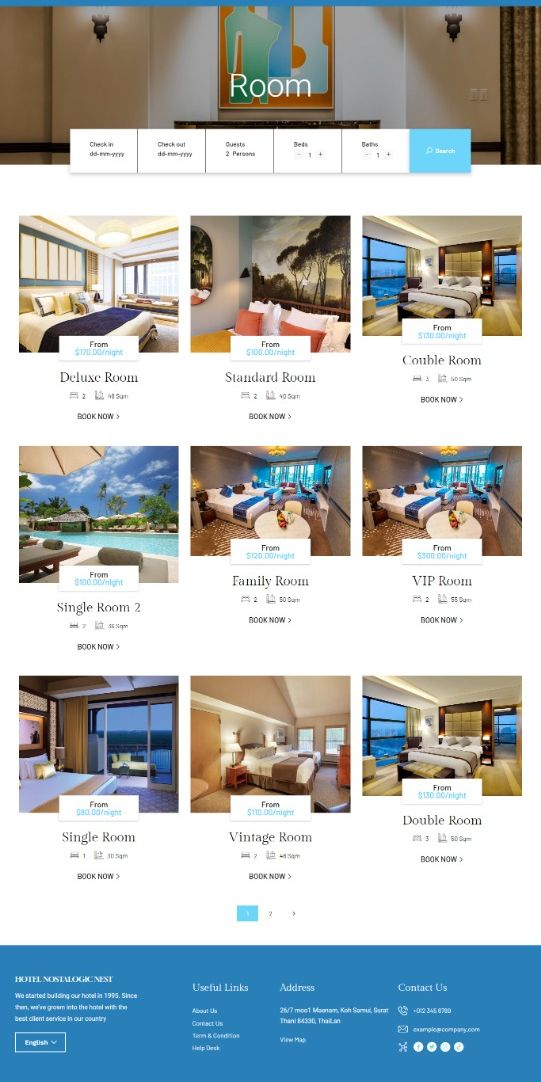 Room
Check in
dd-mm-yyyy
Check out
dd-mm-yyyy
Guests
2 Persons
Beds
− 1 +
Baths
− 1 +
Search
From
$170.00/night
Deluxe Room
2 48 Sqm
BOOK NOW >
From
$100.00/night
Standard Room
2 40 Sqm
BOOK NOW >
From
$130.00/night
Couble Room
3 50 Sqm
BOOK NOW >
From
$100.00/night
Single Room 2
2 36 Sqm
BOOK NOW >
From
$120.00/night
Family Room
2 50 Sqm
BOOK NOW >
From
$300.00/night
VIP Room
2 55 Sqm
BOOK NOW >
From
$80.00/night
Single Room
1 30 Sqm
BOOK NOW >
From
$110.00/night
Vintage Room
2 48 Sqm
BOOK NOW >
From
$130.00/night
Double Room
3 50 Sqm
BOOK NOW >
1 2 >
HOTEL NOSTALOGIC NEST
We started building our hotel in 1995. Since
then, we've grown into the hotel with the
best client service in our country
English
Useful Links
About Us
Contact Us
Term & Condition
Help Desk
Address
26/7 moo1 Maenam, Koh Samui, Surat
Thani 84330, ThaiLan
View Map
Contact Us
+012 345 6789
example@company.com